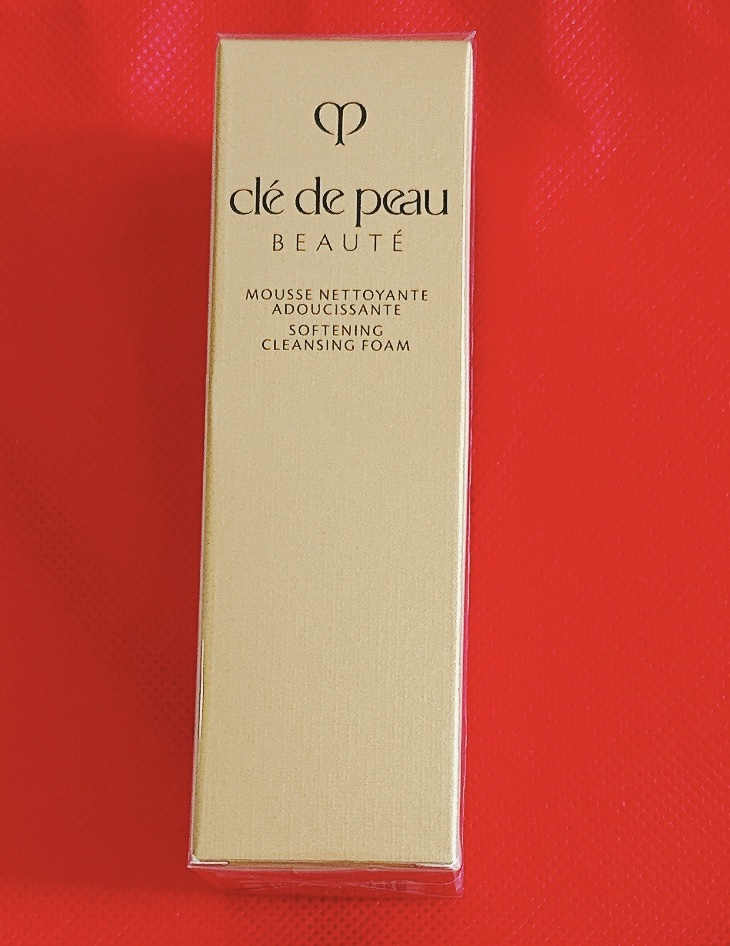 clé de peau
BEAUTÉ
MOUSSE NETTOYANTE
ADOUCISSANTE
SOFTENING
CLEANSING FOAM